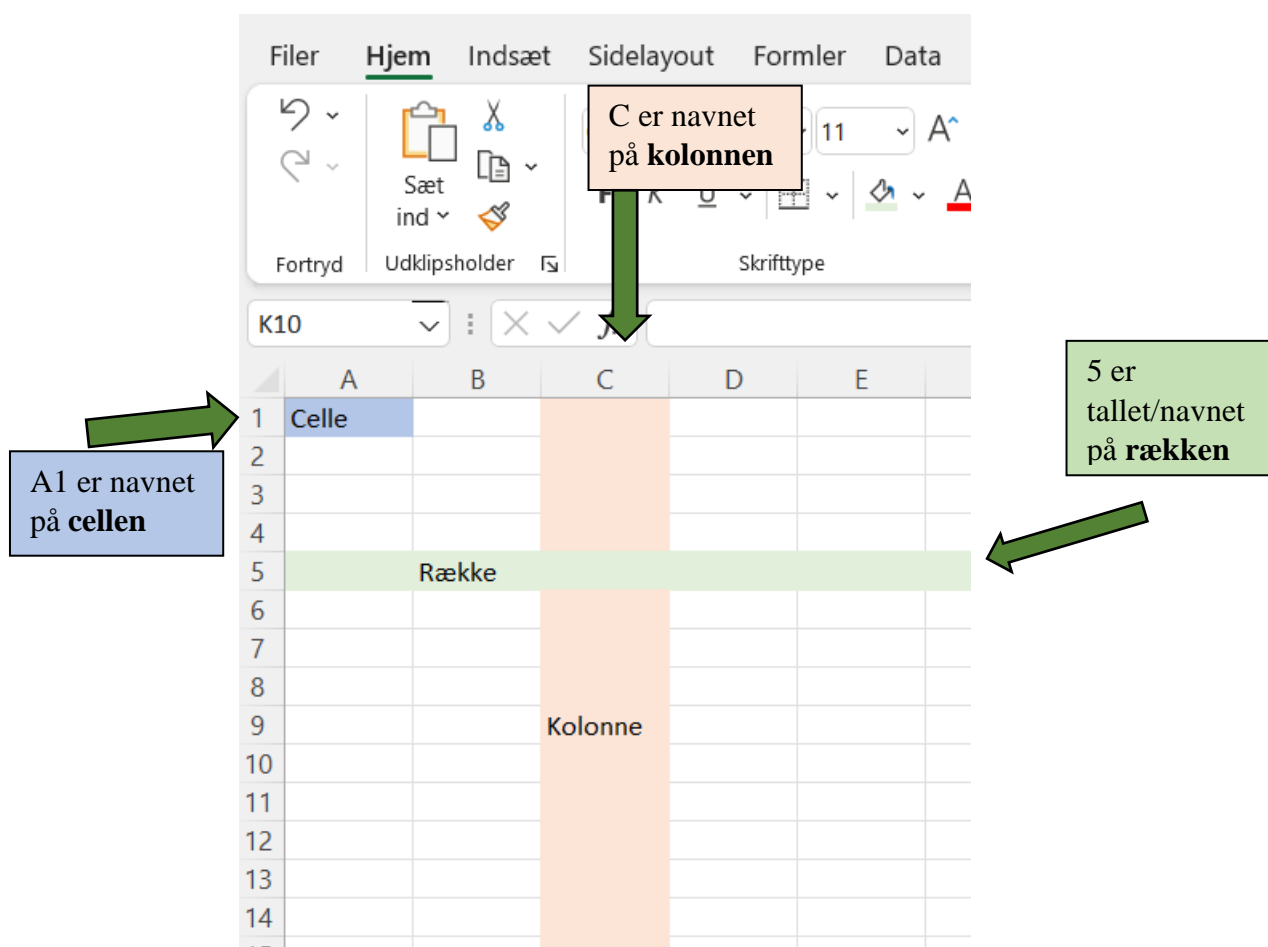 Filer Hjem Indsæt Sidelayout Formler Data
C er navnet
på kolonnen
11
A
Sæt
ind
K U
A
Fortryd Udklipsholder Skrifttype
K10
A B C D E
5 er
tallet/navnet
på rækken
1 Celle
2
A1 er navnet
på cellen
3
4
5 Række
6
7
8
9 Kolonne
10
11
12
13
14